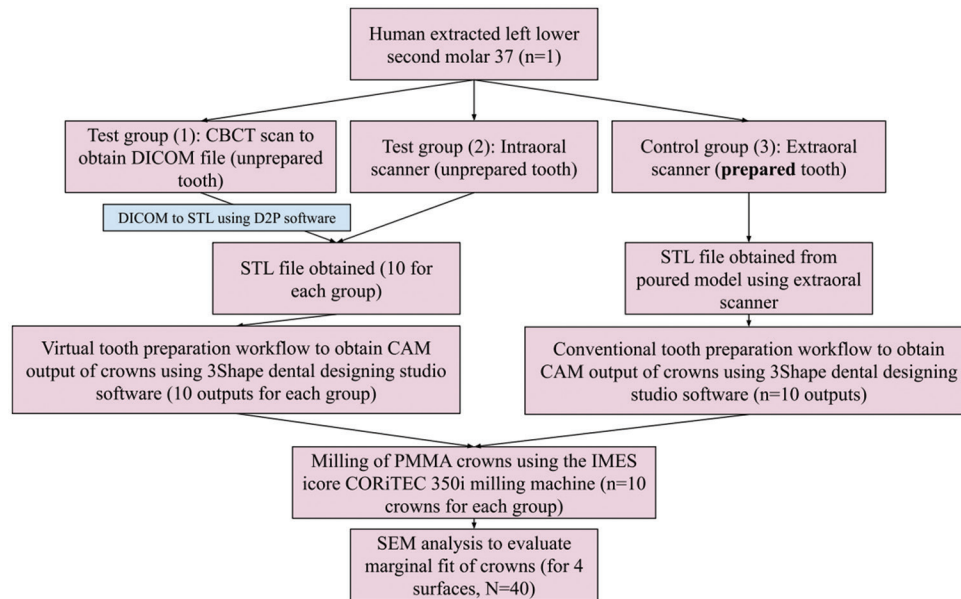 Human extracted left lower
second molar 37 (n=1)
Test group (1): CBCT scan to
obtain DICOM file (unprepared
tooth)
Test group (2): Intraoral
scanner (unprepared tooth)
Control group (3): Extraoral
scanner (prepared tooth)
DICOM to STL using D2P software
STL file obtained (10 for
each group)
STL file obtained from
poured model using extraoral
scanner
Virtual tooth preparation workflow to obtain CAM
output of crowns using 3Shape dental designing studio
software (10 outputs for each group)
Conventional tooth preparation workflow to obtain
CAM output of crowns using 3Shape dental designing
studio software (n=10 outputs)
Milling of PMMA crowns using the IMES
icore CORiTEC 350i milling machine (n=10
crowns for each group)
SEM analysis to evaluate
marginal fit of crowns (for 4
surfaces, N=40)